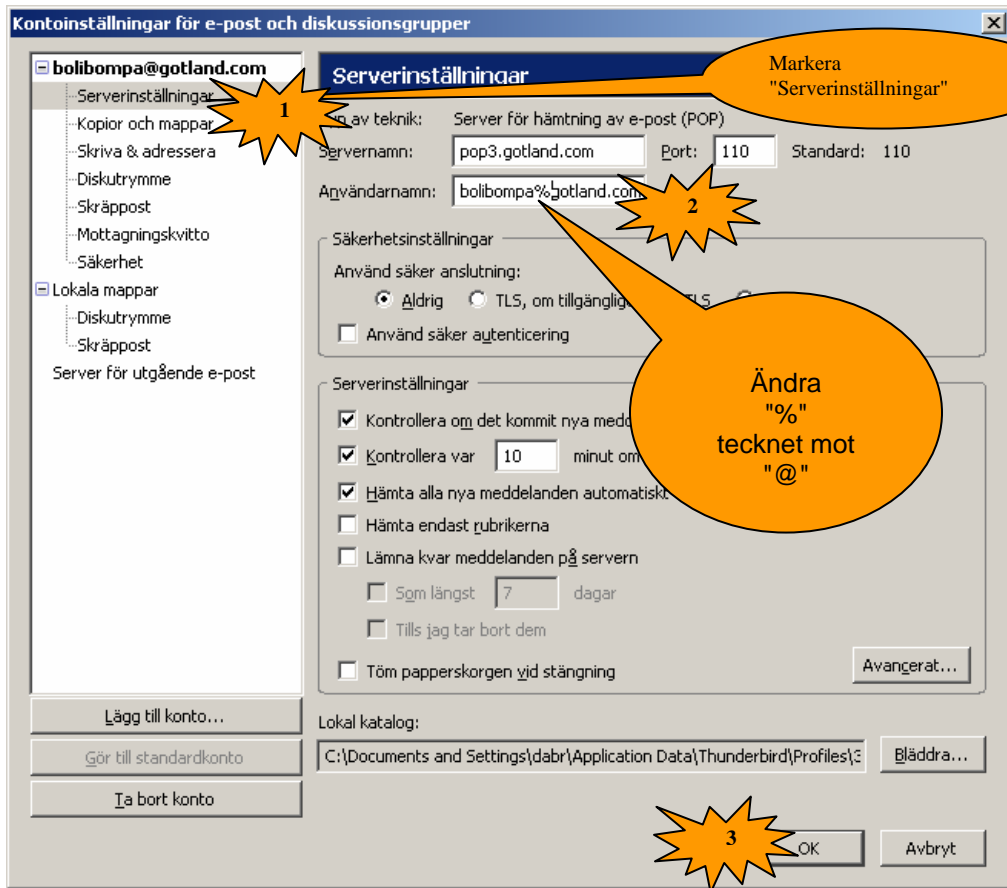 Kontoinställningar för e-post och diskussionsgrupper
bolibompa@gotland.com
Serverinställningar
Kopior och mappar
Skriva & adressera
Diskutrymme
Skräppost
Mottagningskvitto
Säkerhet
Lokala mappar
Diskutrymme
Skräppost
Server för utgående e-post
Lägg till konto...
Gör till standardkonto
Ta bort konto
1
Serverinställningar
Markera
"Serverinställningar"
av teknik: Server för hämtning av e-post (POP)
Servernamn: pop3.gotland.com Port: 110 Standard: 110
Användarnamn: bolibompa%gotland.com
2
Säkerhetsinställningar
Använd säker anslutning:
Aldrig TLS, om tillgänglig TLS
Använd säker autenticering
Ändra
"%"
tecknet mot
"@"
Serverinställningar
Kontrollera om det kommit nya
Kontrollera var 10 minut
Hämta alla nya meddelanden automatiskt
Hämta endast rubrikerna
Lämna kvar meddelanden på servern
Som längst 7 dagar
Tills jag tar bort dem
Töm papperskorgen vid stängning
Avancerat...
Lokal katalog:
C:\Documents and Settings\dabr\Application Data\Thunderbird\Profiles\
Bläddra...
3
OK
Avbryt